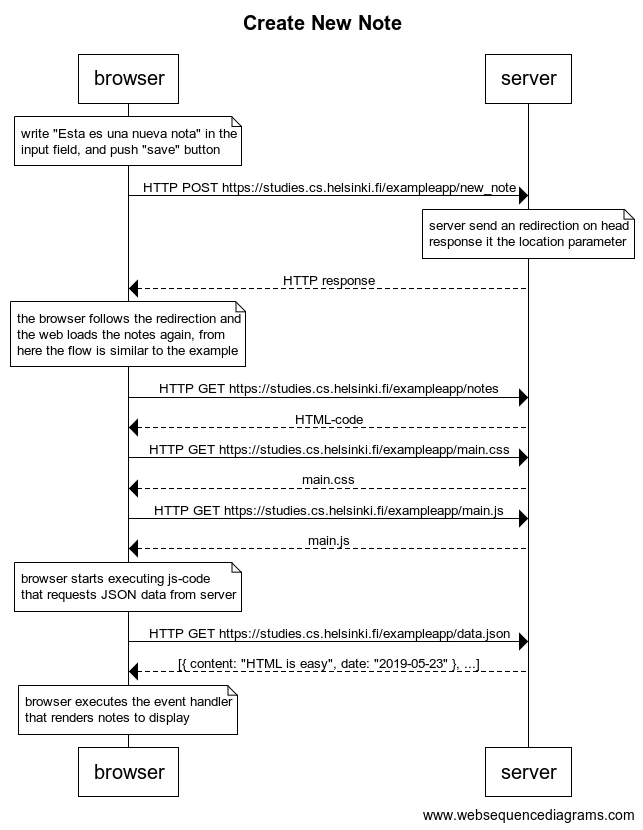 Create New Note
browser
server
write "Esta es una nueva nota" in the
input field, and push "save" button
HTTP POST https://studies.cs.helsinki.fi/exampleapp/new_note
server send an redirection on head
response it the location parameter
HTTP response
the browser follows the redirection and
the web loads the notes again, from
here the flow is similar to the example
HTTP GET https://studies.cs.helsinki.fi/exampleapp/notes
HTML-code
HTTP GET https://studies.cs.helsinki.fi/exampleapp/main.css
main.css
HTTP GET https://studies.cs.helsinki.fi/exampleapp/main.js
main.js
browser starts executing js-code
that requests JSON data from server
HTTP GET https://studies.cs.helsinki.fi/exampleapp/data.json
[{ content: "HTML is easy", date: "2019-05-23" }, ...]
browser executes the event handler
that renders notes to display
browser
server
www.websequencediagrams.com